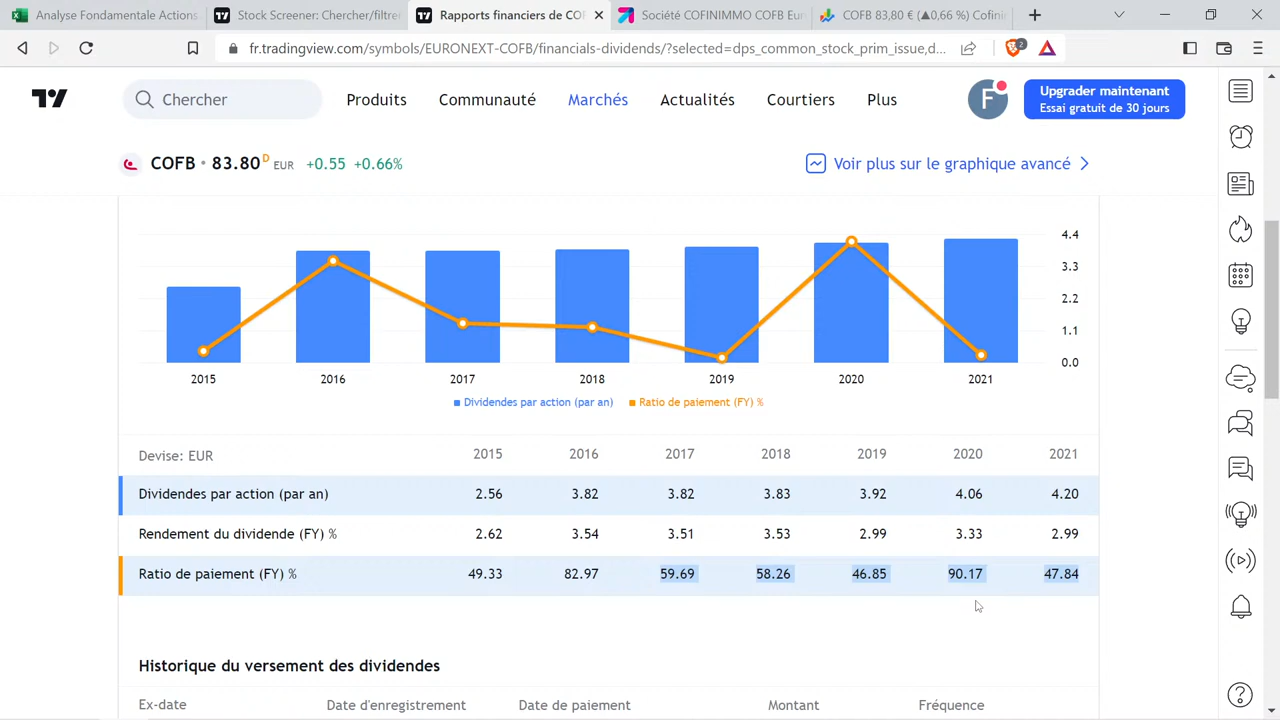 Analyse Fondamentale Actions
Stock Screener: Chercher/filtrer
Rapports financiers de COF
Société COFINIMMO COFB Eur
COFB 83,80 € (▲0,66 %) Cofini
fr.tradingview.com/symbols/EURONEXT-COFB/financials-dividends/?selected=dps_common_stock_prim_issue,d...
2
Chercher
Produits
Communauté
Marchés
Actualités
Courtiers
Plus
F
Upgrader maintenant
Essai gratuit de 30 jours
COFB • 83.80 D EUR +0.55 +0.66%
Voir plus sur le graphique avancé
4.4
3.3
2.2
1.1
0.0
2015 2016 2017 2018 2019 2020 2021
Dividendes par action (par an) Ratio de paiement (FY) %
Devise: EUR 2015 2016 2017 2018 2019 2020 2021
Dividendes par action (par an) 2.56 3.82 3.82 3.83 3.92 4.06 4.20
Rendement du dividende (FY) % 2.62 3.54 3.51 3.53 2.99 3.33 2.99
Ratio de paiement (FY) % 49.33 82.97 59.69 58.26 46.85 90.17 47.84
Historique du versement des dividendes
Ex-date Date d'enregistrement Date de paiement Montant Fréquence